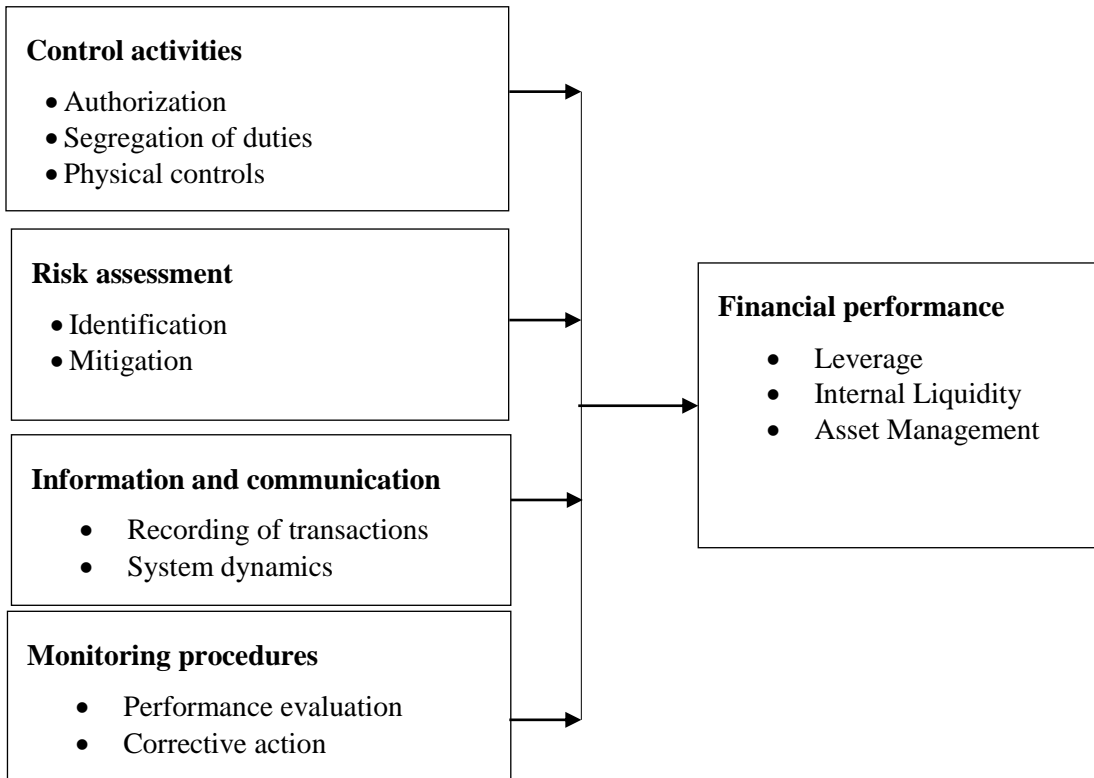 Control activities
• Authorization
• Segregation of duties
• Physical controls
Risk assessment
• Identification
• Mitigation
Information and communication
• Recording of transactions
• System dynamics
Monitoring procedures
• Performance evaluation
• Corrective action
Financial performance
• Leverage
• Internal Liquidity
• Asset Management